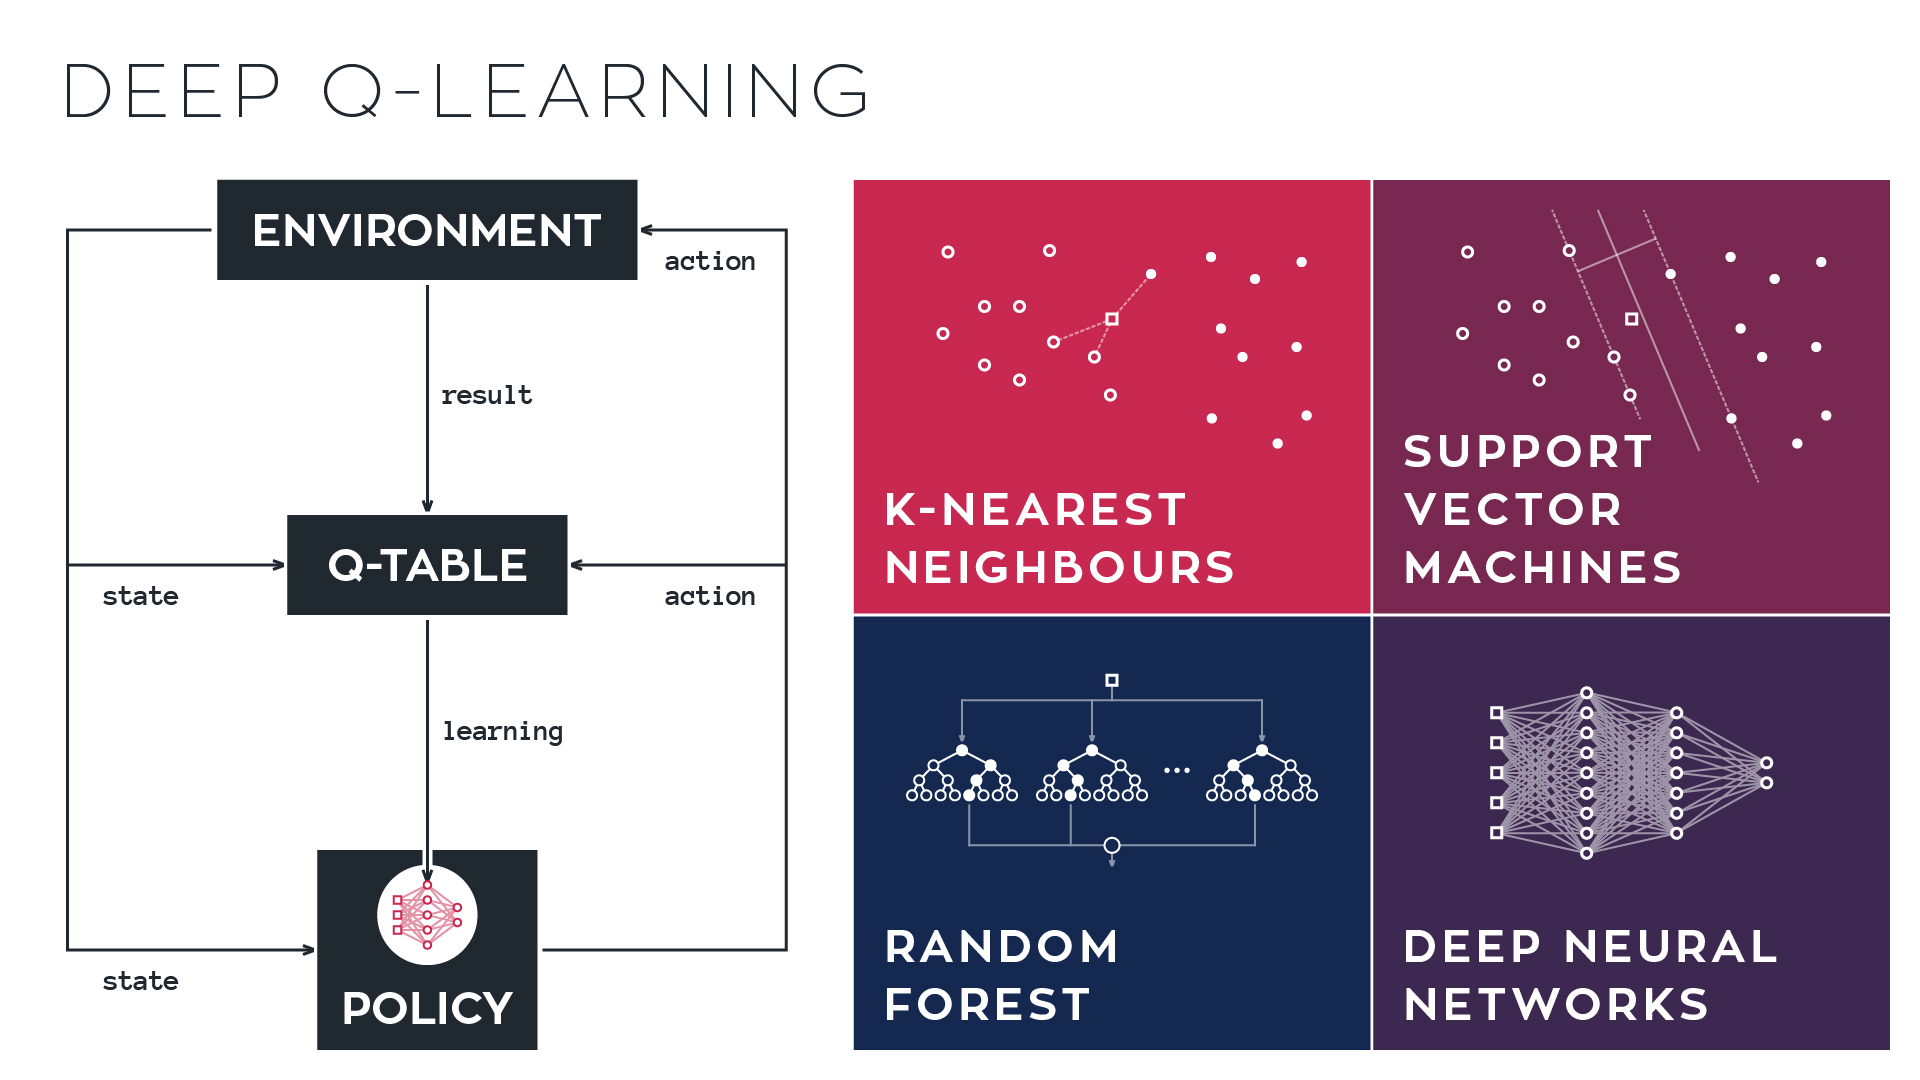 DEEP Q-LEARNING
ENVIRONMENT
action
result
Q-TABLE
state
action
learning
state
POLICY
K-NEAREST
NEIGHBOURS
SUPPORT
VECTOR
MACHINES
RANDOM
FOREST
DEEP NEURAL
NETWORKS